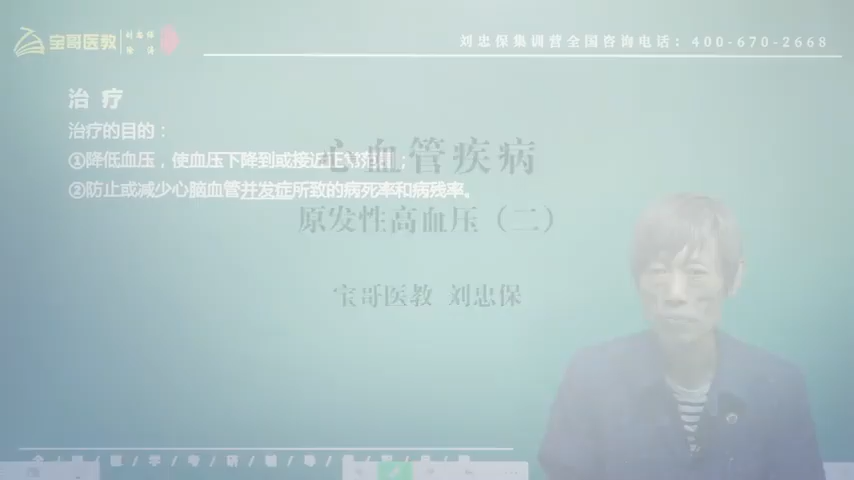 宝哥医教
刘忠保集训营全国咨询电话：400-670-2668
治 疗
治疗的目的：
①降低血压，使血压下降到或接近正常范围；
②防止或减少心脑血管并发症所致的病死率和病残率。
心血管疾病
原发性高血压（二）
宝哥医教 刘忠保